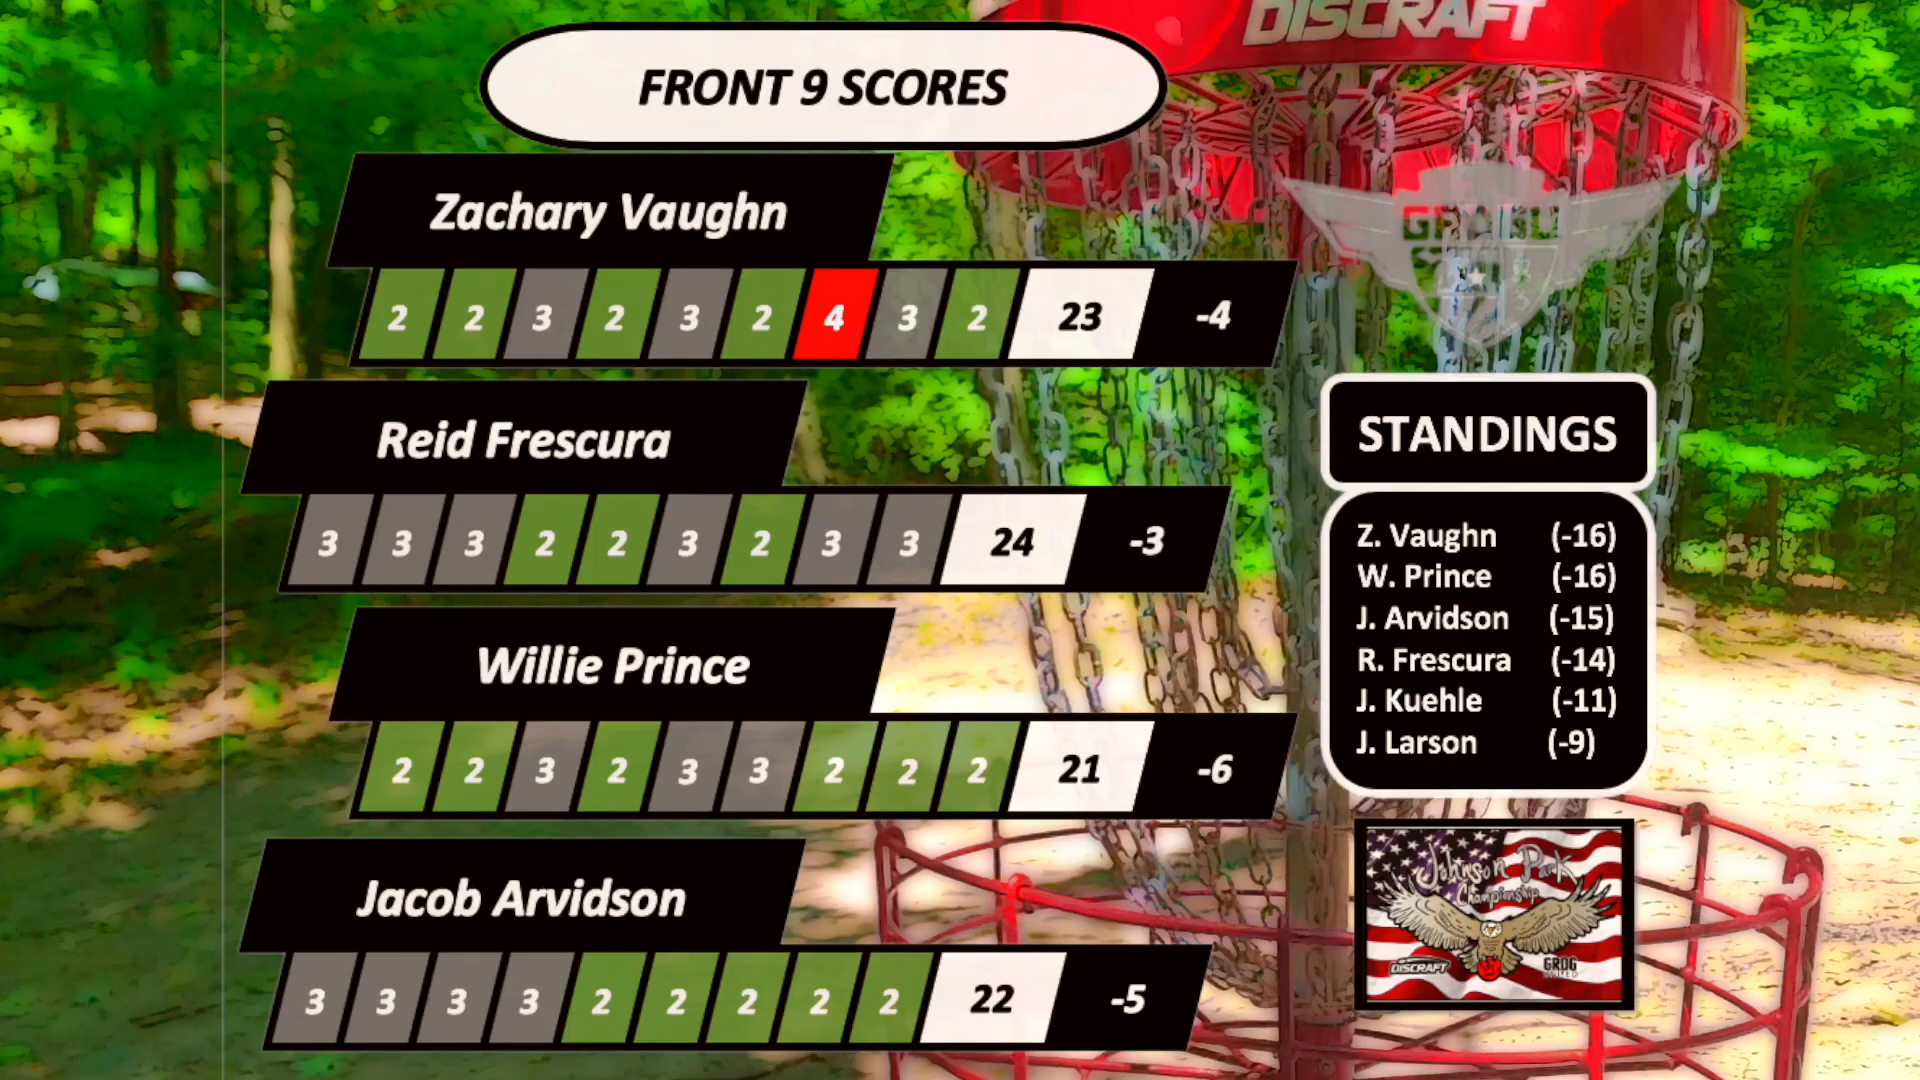 DISCRAFT
FRONT 9 SCORES
Zachary Vaughn
2 2 3 2 3 2 4 3 2 23 -4
Reid Frescura
3 3 3 2 2 3 2 3 3 24 -3
Willie Prince
2 2 3 2 3 3 2 2 2 21 -6
Jacob Arvidson
3 3 3 3 2 2 2 2 2 22 -5
STANDINGS
Z. Vaughn (-16)
W. Prince (-16)
J. Arvidson (-15)
R. Frescura (-14)
J. Kuehle (-11)
J. Larson (-9)
Johnson Park
Championship
DISCRAFT
GROG